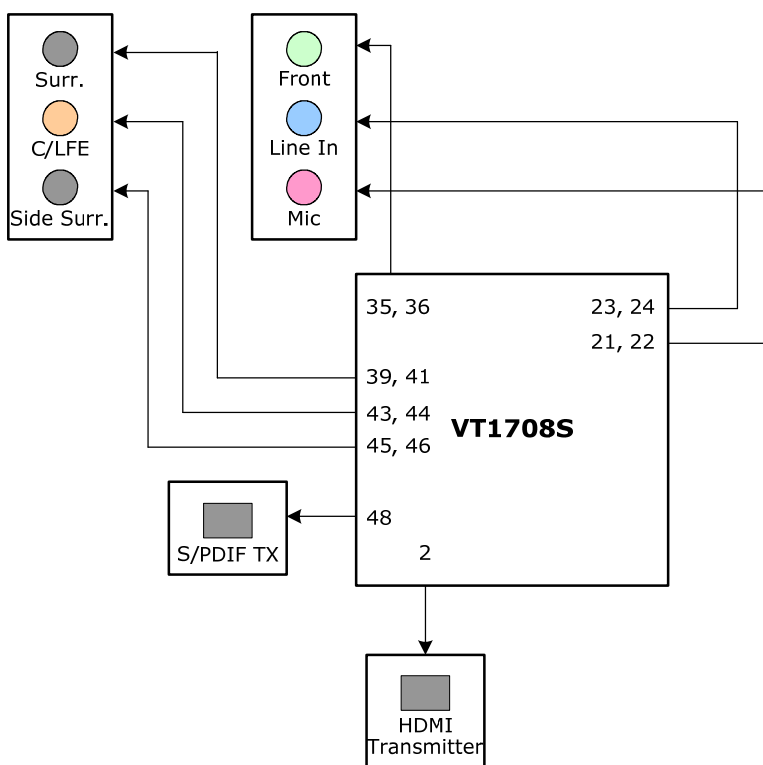 Surr.
C/LFE
Side Surr.
Front
Line In
Mic
35, 36
23, 24
21, 22
39, 41
43, 44
45, 46
VT1708S
48
2
S/PDIF TX
HDMI
Transmitter